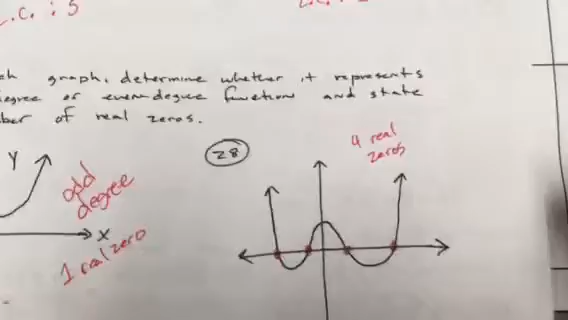 L.C. : 5
graph, determine whether it represents
degree or even-degree function and state
ber of real zeros.
Y
odd
degree
X
1 real zero
28
4 real
zeros